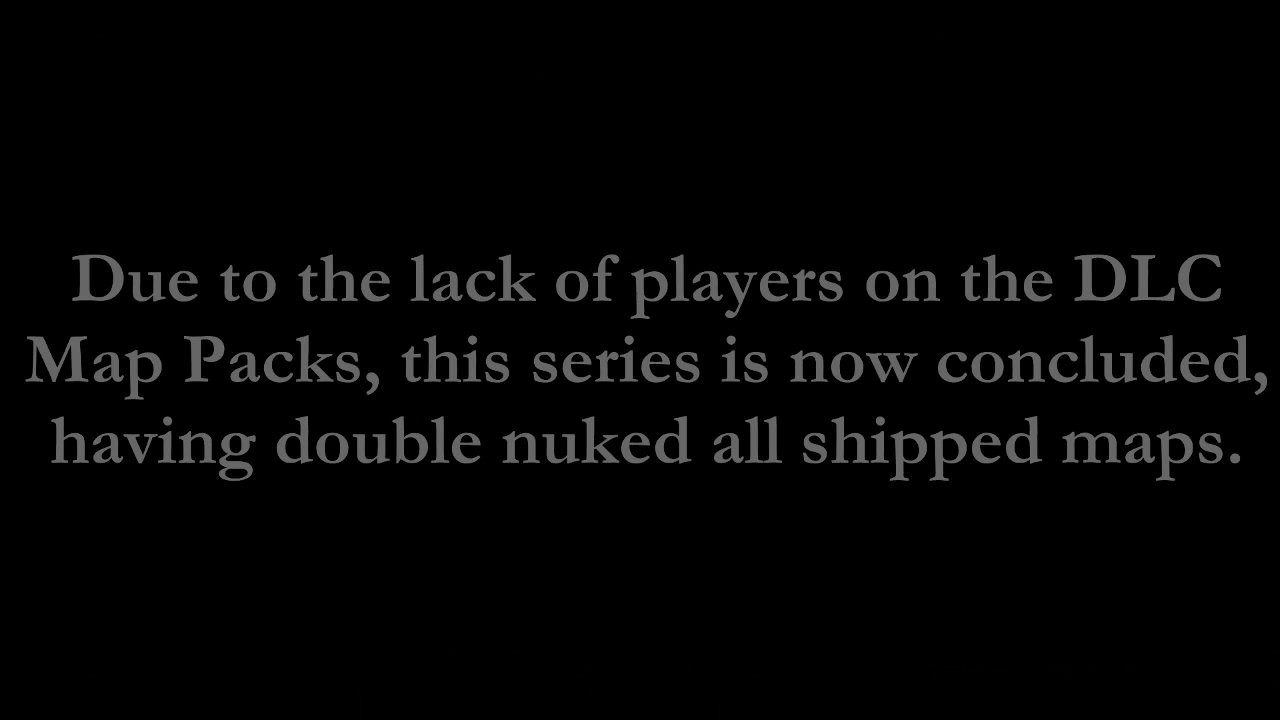 Due to the lack of players on the DLC
Map Packs, this series is now concluded,
having double nuked all shipped maps.